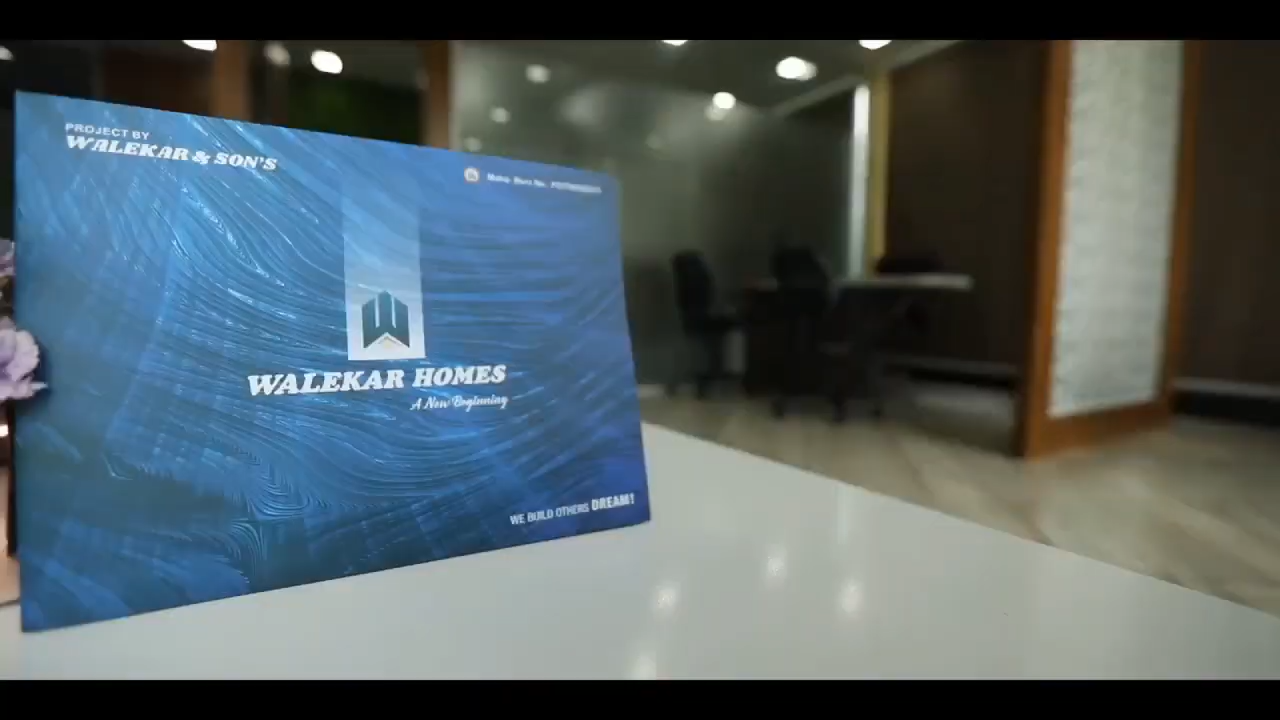 PROJECT BY
WALEKAR & SON'S
WALEKAR HOMES
A New Beginning
WE BUILD OTHERS DREAM!